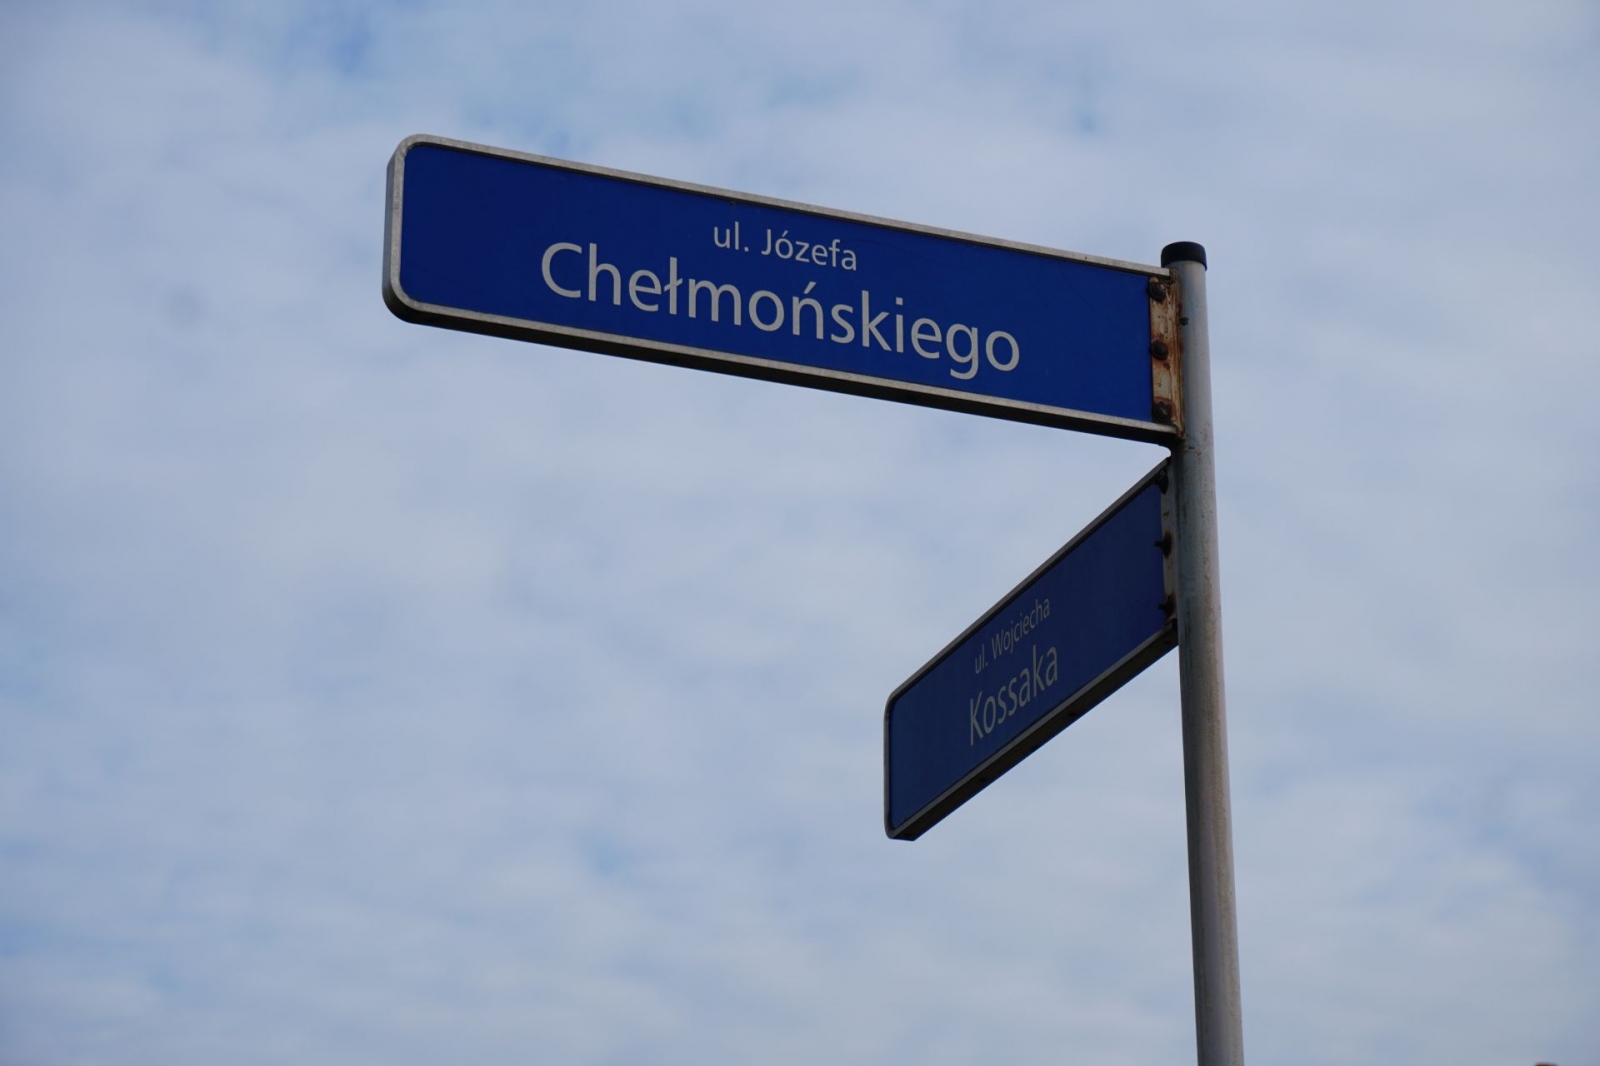 ul. Józefa
Chełmońskiego
ul. Wojciecha
Kossaka